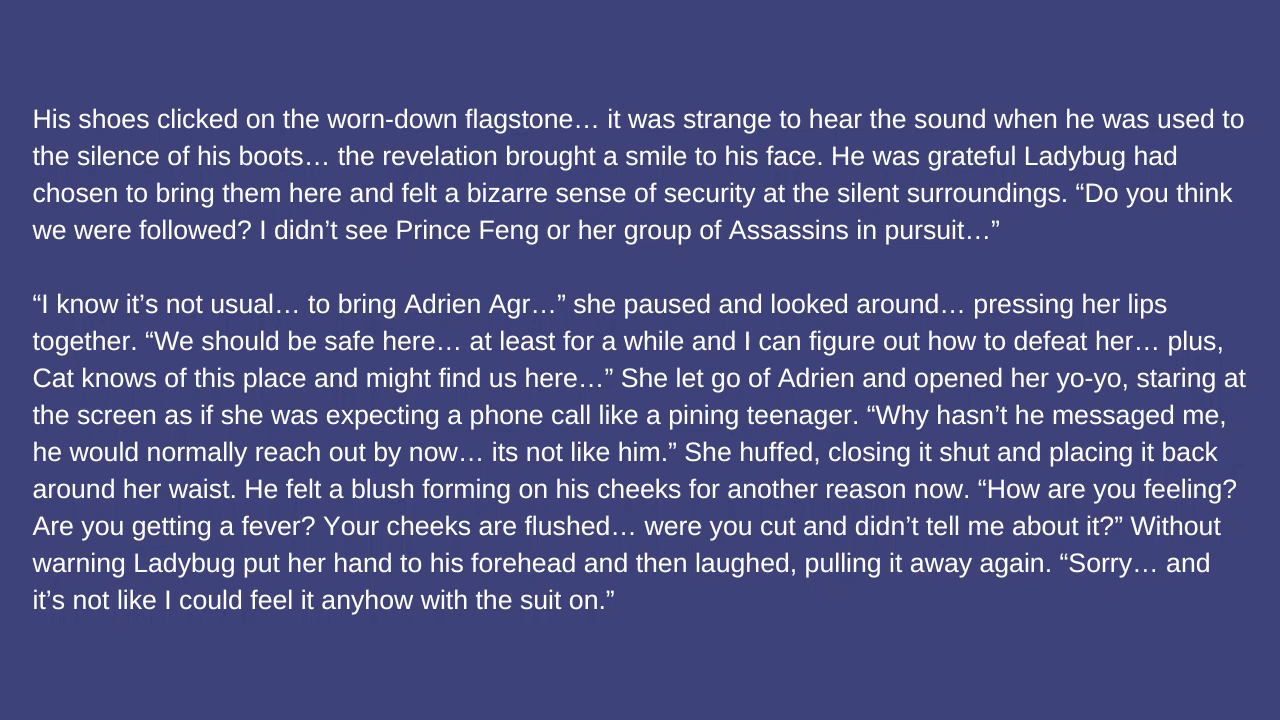 His shoes clicked on the worn-down flagstone… it was strange to hear the sound when he was used to
the silence of his boots… the revelation brought a smile to his face. He was grateful Ladybug had
chosen to bring them here and felt a bizarre sense of security at the silent surroundings. “Do you think
we were followed? I didn’t see Prince Feng or her group of Assassins in pursuit…”
“I know it’s not usual… to bring Adrien Agr…” she paused and looked around… pressing her lips
together. “We should be safe here… at least for a while and I can figure out how to defeat her… plus,
Cat knows of this place and might find us here…” She let go of Adrien and opened her yo-yo, staring at
the screen as if she was expecting a phone call like a pining teenager. “Why hasn’t he messaged me,
he would normally reach out by now… its not like him.” She huffed, closing it shut and placing it back
around her waist. He felt a blush forming on his cheeks for another reason now. “How are you feeling?
Are you getting a fever? Your cheeks are flushed… were you cut and didn’t tell me about it?” Without
warning Ladybug put her hand to his forehead and then laughed, pulling it away again. “Sorry… and
it’s not like I could feel it anyhow with the suit on.”